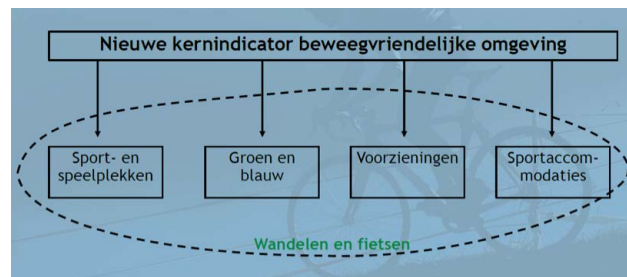 Nieuwe kernindicator beweegvriendelijke omgeving
Sport- en
speelplekken
Groen en
blauw
Voorzieningen
Sportaccom-
modaties
Wandelen en fietsen